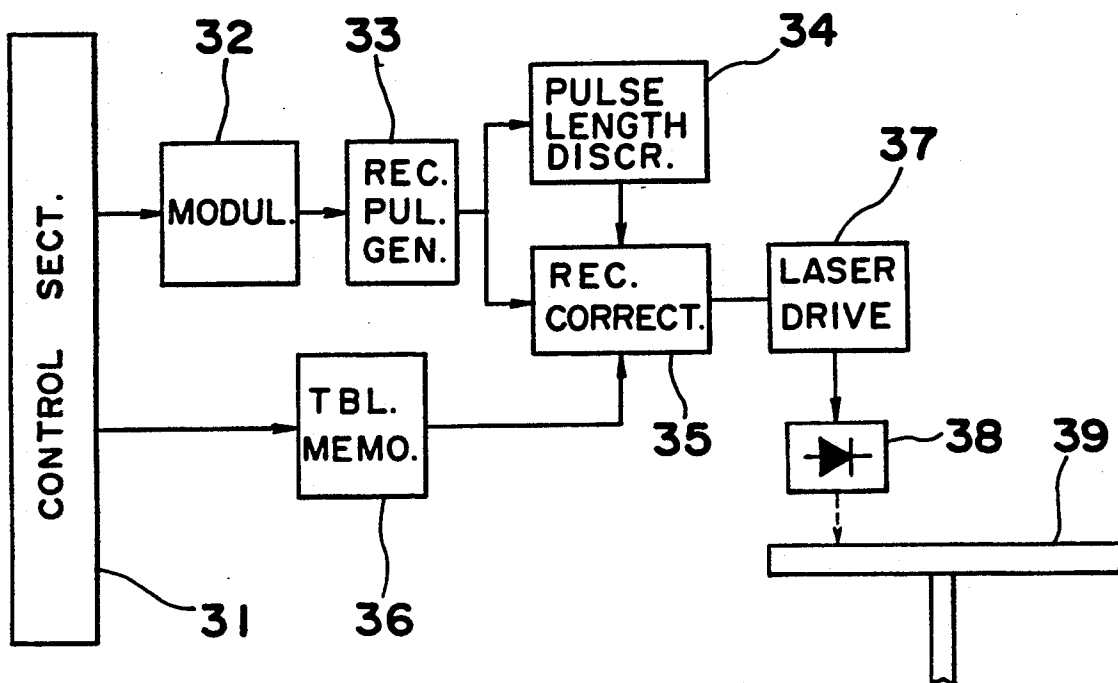 32
33
34
37
38
39
35
36
31
CONTROL SECT.
MODUL.
REC.
PUL.
GEN.
PULSE
LENGTH
DISCR.
REC.
CORRECT.
LASER
DRIVE
TBL.
MEMO.